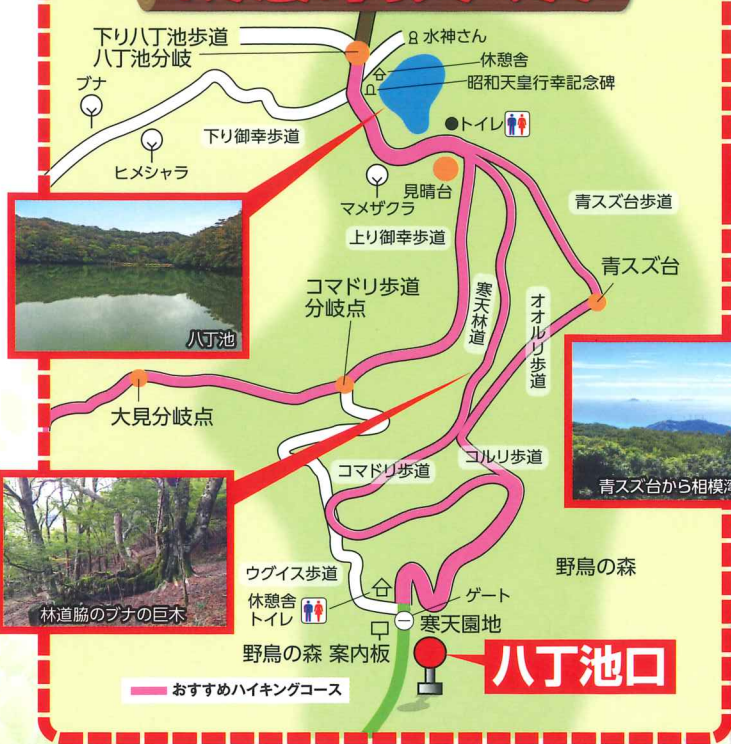 下り八丁池歩道
八丁池分岐
水神さん
休憩舎
昭和天皇行幸記念碑
ブナ
トイレ
下り御幸歩道
ヒメシャラ
マメザクラ
見晴台
青スズ台歩道
上り御幸歩道
青スズ台
コマドリ歩道
分岐点
寒天林道
オオルリ歩道
八丁池
大見分岐点
コマドリ歩道
コルリ歩道
青スズ台から相模湾
野鳥の森
ウグイス歩道
林道脇のブナの巨木
休憩舎
トイレ
ゲート
寒天園地
野鳥の森 案内板
八丁池口
おすすめハイキングコース